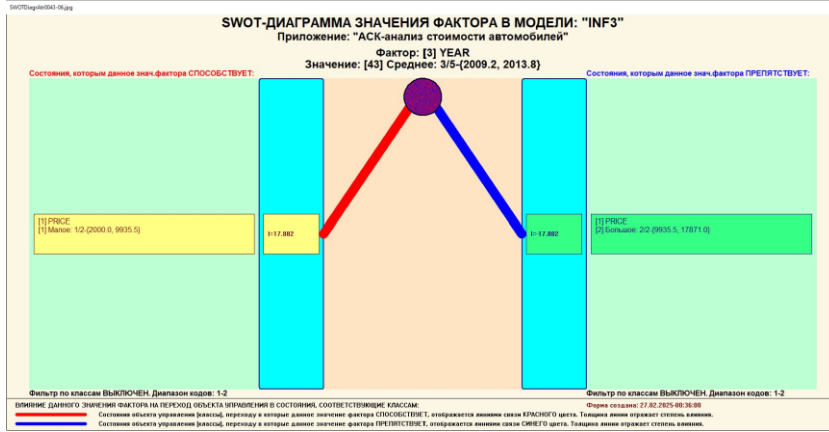 SWOTDiagrAtr0043-06.jpg
SWOT-ДИАГРАММА ЗНАЧЕНИЯ ФАКТОРА В МОДЕЛИ: "INF3"
Приложение: "АСК-анализ стоимости автомобилей"
Фактор: [3] YEAR
Значение: [43] Среднее: 3/5-{2009.2, 2013.8}
Состояния, которым данное знач.фактора СПОСОБСТВУЕТ:
Состояния, которым данное знач.фактора ПРЕПЯТСТВУЕТ:
[1] PRICE
[1] Малое: 1/2-{2000.0, 9935.5}
I=17.002
I=-17.002
[1] PRICE
[2] Большое: 2/2-{9935.5, 17871.0}
Фильтр по классам ВЫКЛЮЧЕН. Диапазон кодов: 1-2
Фильтр по классам ВЫКЛЮЧЕН. Диапазон кодов: 1-2
ВЛИЯНИЕ ДАННОГО ЗНАЧЕНИЯ ФАКТОРА НА ПЕРЕХОД ОБЪЕКТА УПРАВЛЕНИЯ В СОСТОЯНИЯ, СООТВЕТСТВУЮЩИЕ КЛАССАМ:
Форма создана: 27.02.2025-00:36:08
Состояния объекта управления (классы), переходу в которые данное значение фактора СПОСОБСТВУЕТ, отображается линиями связи КРАСНОГО цвета. Толщина линии отражает степень влияния.
Состояния объекта управления (классы), переходу в которые данное значение фактора ПРЕПЯТСТВУЕТ, отображается линиями связи СИНЕГО цвета. Толщина линии отражает степень влияния.